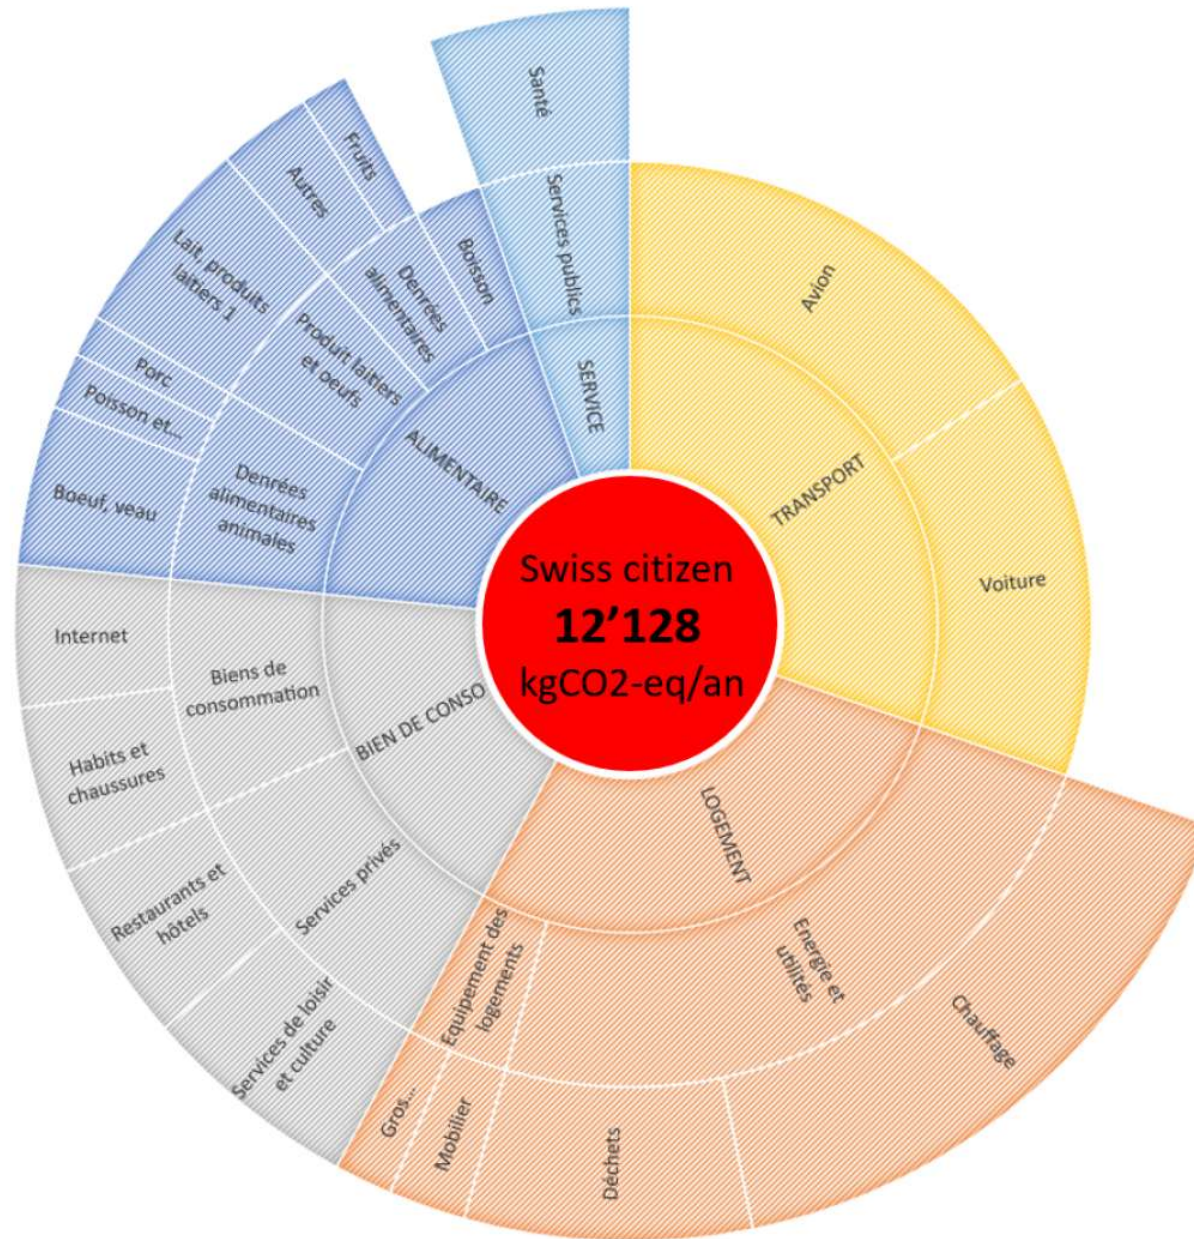 Swiss citizen
12’128
kgCO2-eq/an
TRANSPORT
Avion
Voiture
LOGEMENT
Energie et
utilités
Chauffage
Déchets
Equipement des
logements
Mobilier
Gros...
BIEN DE CONSO
Services privés
Services de loisir
et culture
Restaurants et
hôtels
Biens de
consommation
Habits et
chaussures
Internet
ALIMENTAIRE
Denrées
alimentaires
animales
Boeuf, veau
Poisson et...
Porc
Produit laitiers
et oeufs
Lait, produits
laitiers 1
Denrées
alimentaires
Autres
Fruits
Boisson
SERVICE
Services publics
Santé